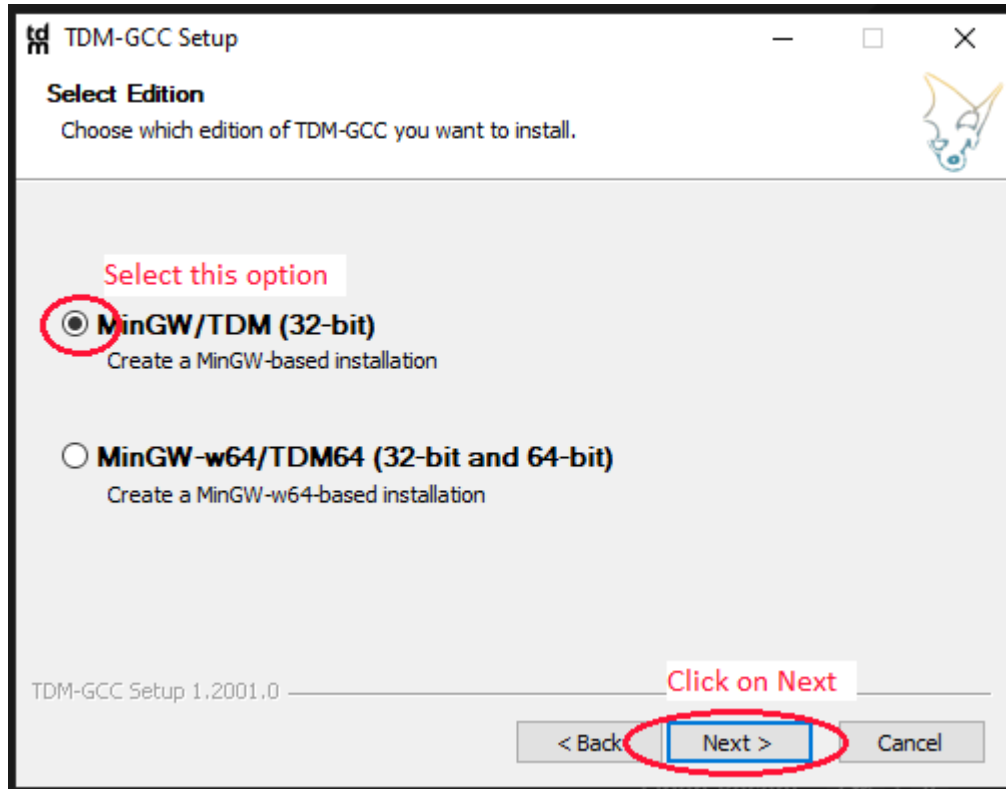 tdm TDM-GCC Setup
Select Edition
Choose which edition of TDM-GCC you want to install.
Select this option
MinGW/TDM (32-bit)
Create a MinGW-based installation
MinGW-w64/TDM64 (32-bit and 64-bit)
Create a MinGW-w64-based installation
Click on Next
TDM-GCC Setup 1.2001.0
< Back Next > Cancel